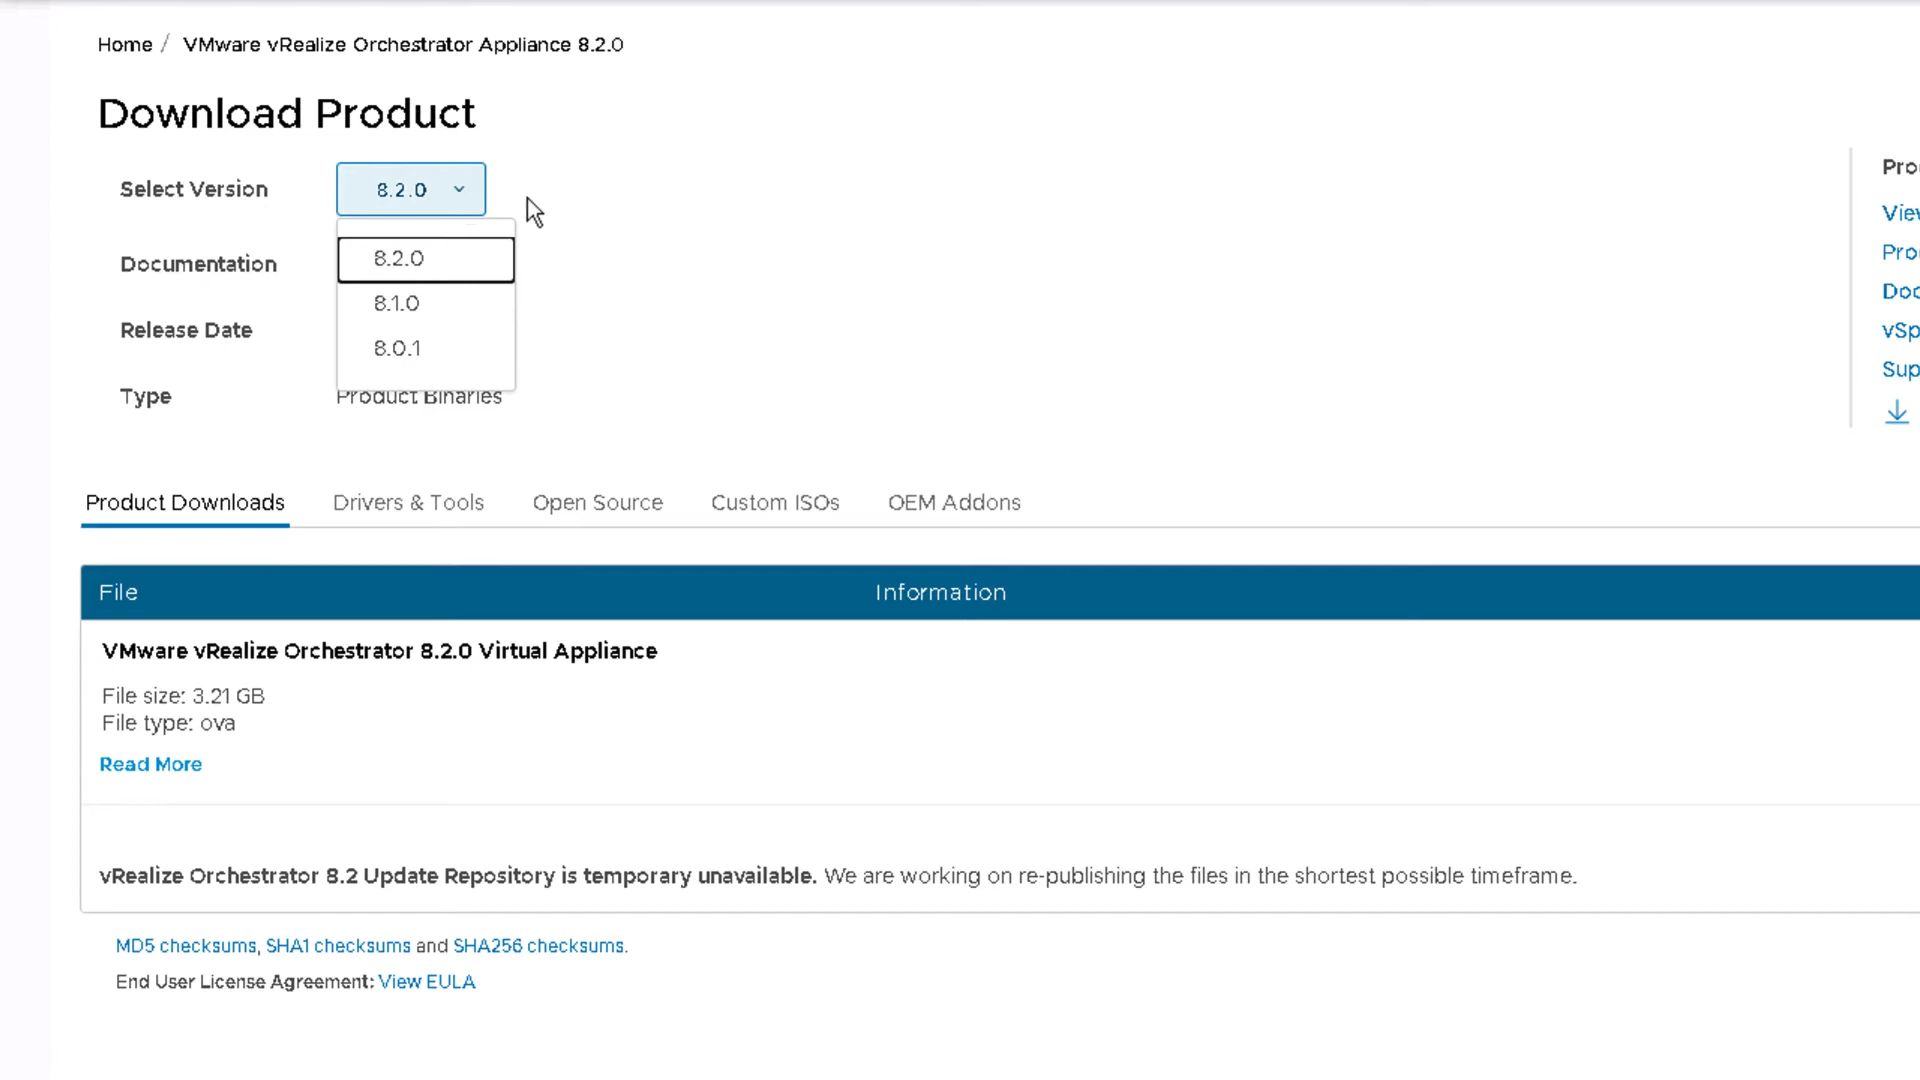 Home / VMware vRealize Orchestrator Appliance 8.2.0
Download Product
Select Version
8.2.0
8.2.0
8.1.0
8.0.1
Documentation
Release Date
Type
Product Binaries
Product Downloads
Drivers & Tools
Open Source
Custom ISOs
OEM Addons
File
Information
VMware vRealize Orchestrator 8.2.0 Virtual Appliance
File size: 3.21 GB
File type: ova
Read More
vRealize Orchestrator 8.2 Update Repository is temporary unavailable. We are working on re-publishing the files in the shortest possible timeframe.
MD5 checksums, SHA1 checksums and SHA256 checksums.
End User License Agreement: View EULA